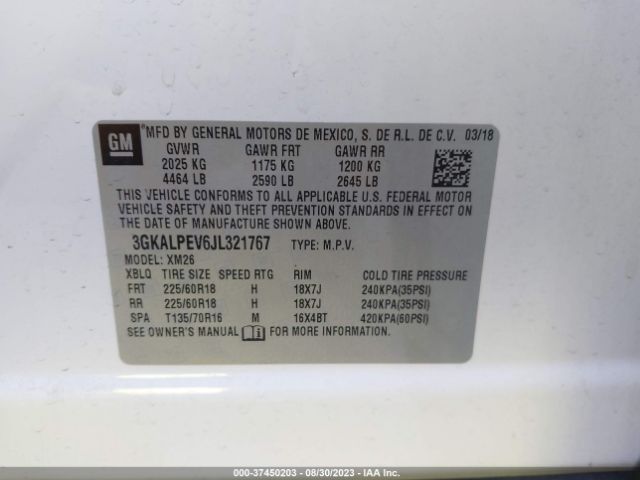 GM
®MFD BY GENERAL MOTORS DE MEXICO, S. DE R.L. DE C.V. 03/18
GVWR GAWR FRT GAWR RR
2025 KG 1175 KG 1200 KG
4464 LB 2590 LB 2645 LB
THIS VEHICLE CONFORMS TO ALL APPLICABLE U.S. FEDERAL MOTOR
VEHICLE SAFETY AND THEFT PREVENTION STANDARDS IN EFFECT ON
THE DATE OF MANUFACTURE SHOWN ABOVE.
3GKALPEV6JL321767 TYPE: M.P.V.
MODEL: XM26
XBLQ TIRE SIZE SPEED RTG RIM COLD TIRE PRESSURE
FRT 225/60R18 H 18X7J 240KPA(35PSI)
RR 225/60R18 H 18X7J 240KPA(35PSI)
SPA T135/70R16 M 16X4BT 420KPA(60PSI)
SEE OWNER'S MANUAL FOR MORE INFORMATION.
000-37450203 - 08/30/2023 - IAA Inc.